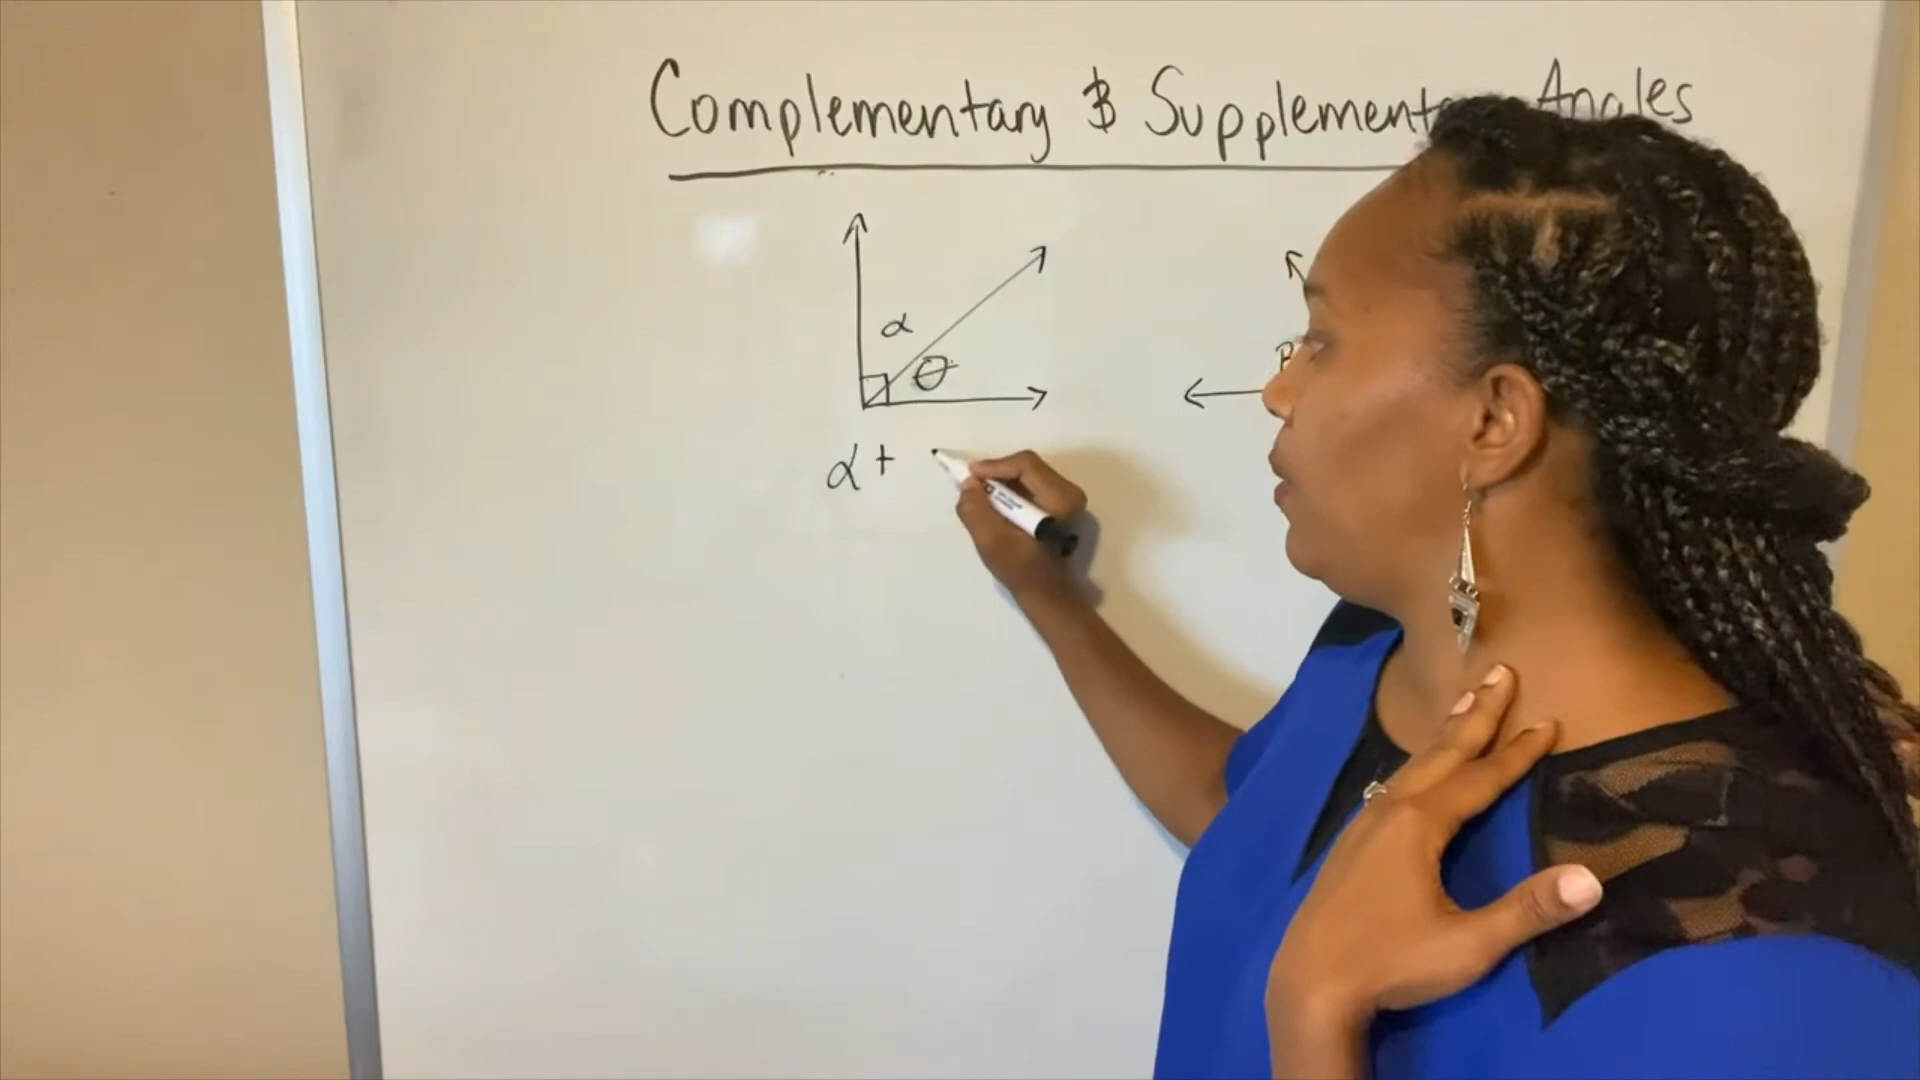 Complementary & Supplementary Angles
α
θ
α +